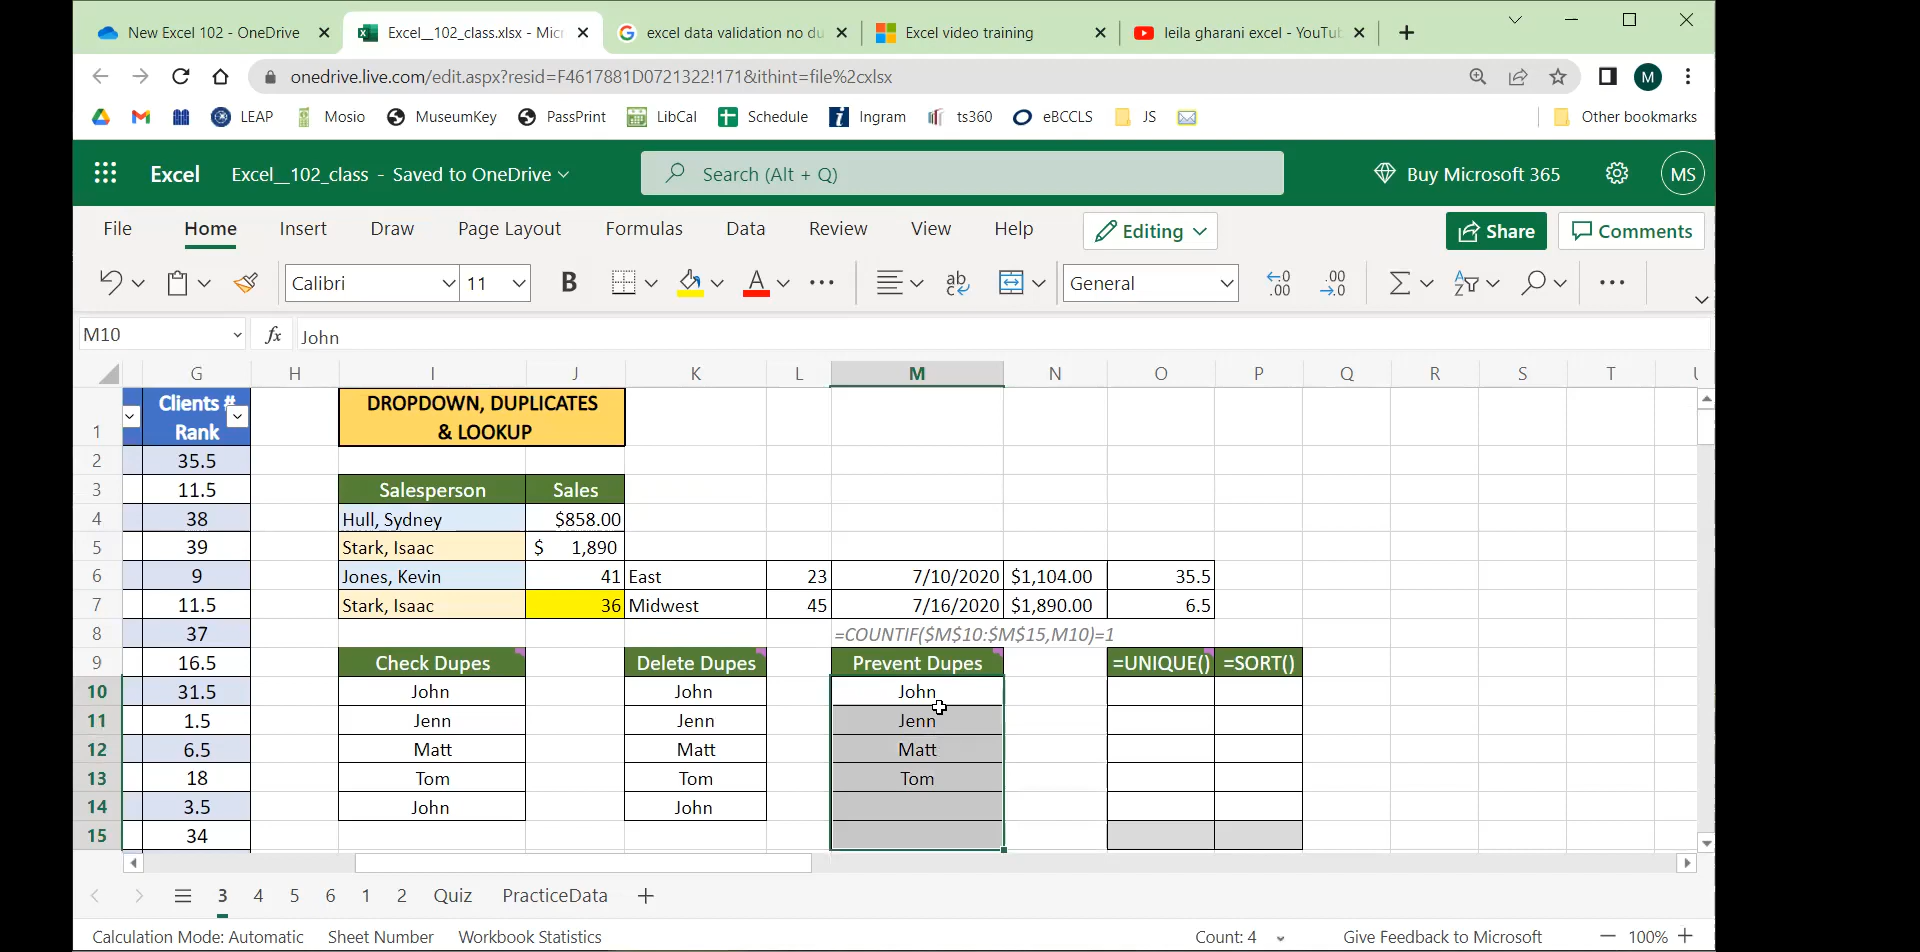 New Excel 102 - OneDrive
Excel__102_class.xlsx - Mic
excel data validation no du
Excel video training
leila gharani excel - YouTu
onedrive.live.com/edit.aspx?resid=F4617881D0721322!171&ithint=file%2cxlsx
M
LEAP
Mosio
MuseumKey
PassPrint
LibCal
Schedule
Ingram
ts360
eBCCLS
JS
Other bookmarks
Excel
Excel__102_class - Saved to OneDrive
Search (Alt + Q)
Buy Microsoft 365
MS
File Home Insert Draw Page Layout Formulas Data Review View Help
Editing
Share
Comments
Calibri
11
B
General
M10
fx
John
G H I J K L M N O P Q R S T
1 Clients # Rank DROPDOWN, DUPLICATES & LOOKUP
2 35.5
3 11.5 Salesperson Sales
4 38 Hull, Sydney $858.00
5 39 Stark, Isaac $ 1,890
6 9 Jones, Kevin 41 East 23 7/10/2020 $1,104.00 35.5
7 11.5 Stark, Isaac 36 Midwest 45 7/16/2020 $1,890.00 6.5
8 37 =COUNTIF($M$10:$M$15,M10)=1
9 16.5 Check Dupes Delete Dupes Prevent Dupes =UNIQUE() =SORT()
10 31.5 John John John
11 1.5 Jenn Jenn Jenn
12 6.5 Matt Matt Matt
13 18 Tom Tom Tom
14 3.5 John John
15 34
3 4 5 6 1 2 Quiz PracticeData
Calculation Mode: Automatic Sheet Number Workbook Statistics Count: 4 Give Feedback to Microsoft 100%